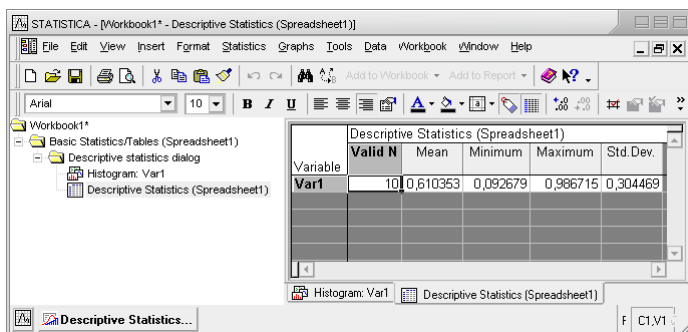 STATISTICA - [Workbook1* - Descriptive Statistics (Spreadsheet1)]
File Edit View Insert Format Statistics Graphs Tools Data Workbook Window Help
Add to Workbook Add to Report
Arial 10 B I U
Workbook1*
Basic Statistics/Tables (Spreadsheet1)
Descriptive statistics dialog
Histogram: Var1
Descriptive Statistics (Spreadsheet1)
Descriptive Statistics (Spreadsheet1)
Variable Valid N Mean Minimum Maximum Std.Dev.
Var1 10 0,610353 0,092679 0,986715 0,304469
Histogram: Var1 Descriptive Statistics (Spreadsheet1)
Descriptive Statistics... F C1,V1